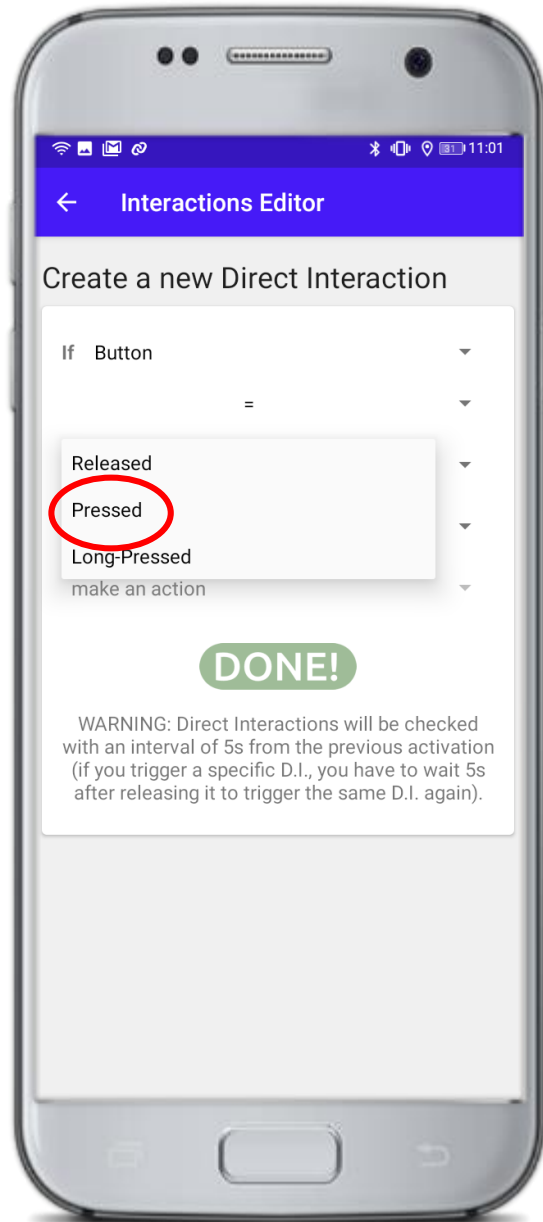 31 11:01
Interactions Editor
Create a new Direct Interaction
If Button
=
Released
Pressed
Long-Pressed
make an action
DONE!
WARNING: Direct Interactions will be checked
with an interval of 5s from the previous activation
(if you trigger a specific D.I., you have to wait 5s
after releasing it to trigger the same D.I. again).